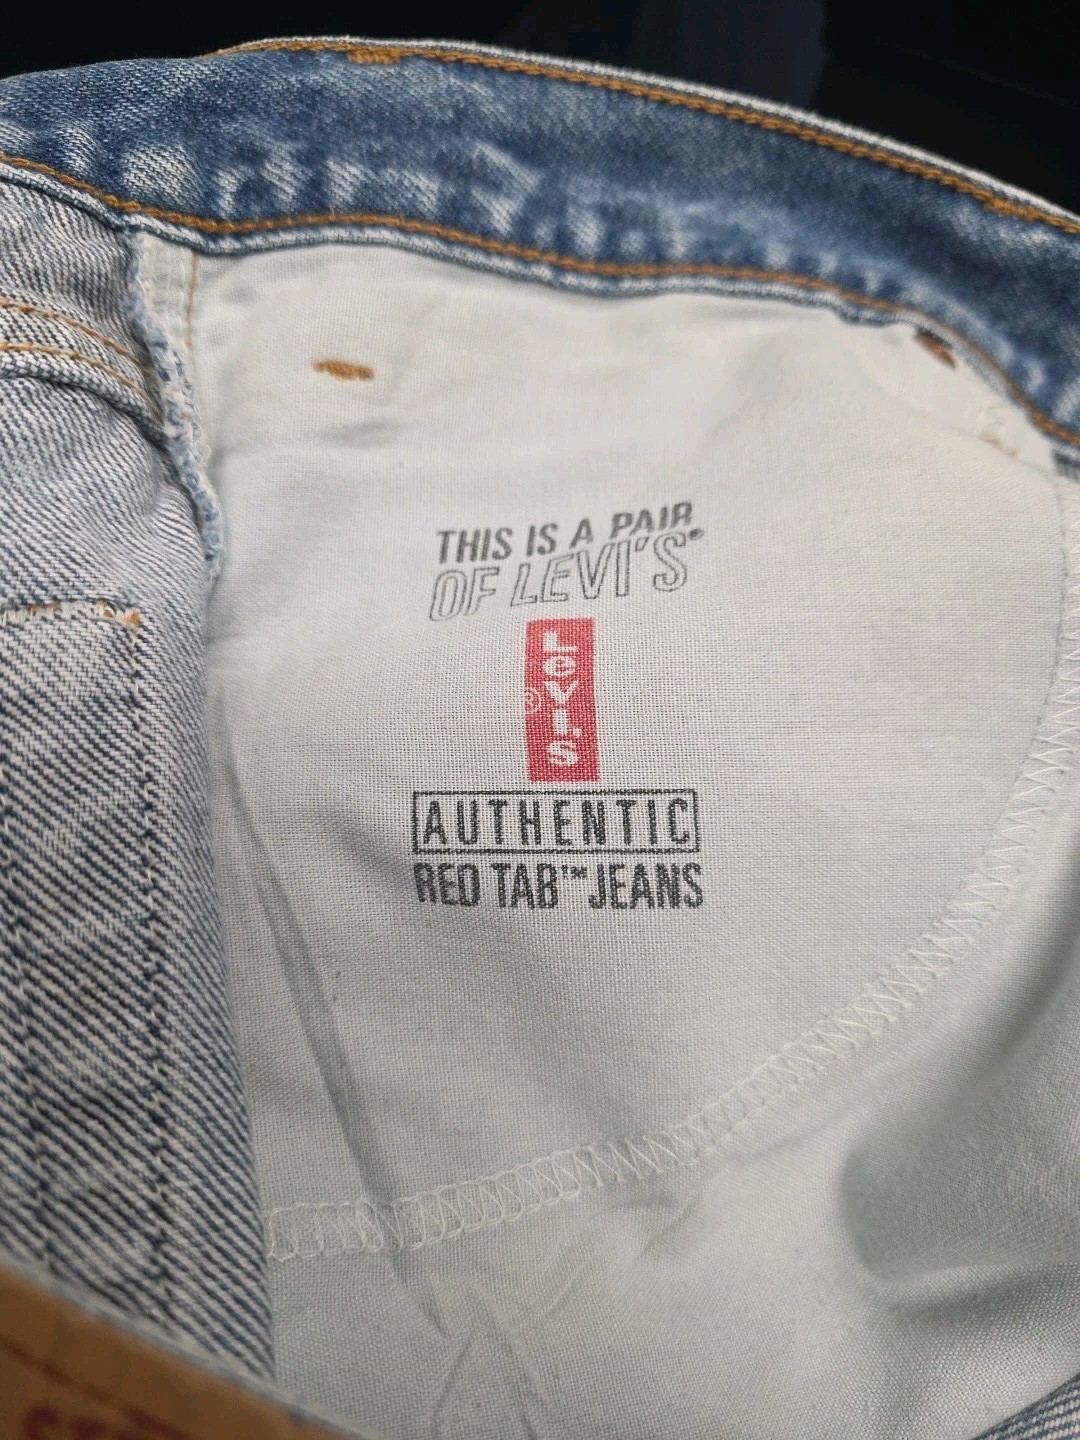 THIS IS A PAIR
OF LEVI'S®
LEVI'S
®
AUTHENTIC
RED TAB™ JEANS